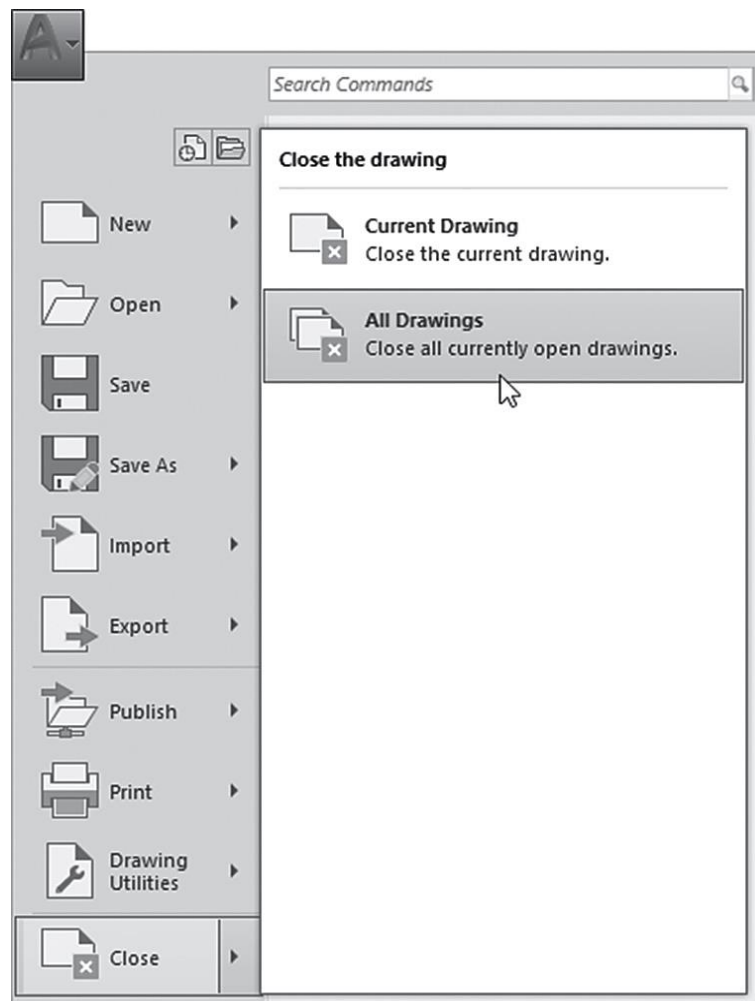 Search Commands
Close the drawing
Current Drawing
Close the current drawing.
All Drawings
Close all currently open drawings.
New
Open
Save
Save As
Import
Export
Publish
Print
Drawing
Utilities
Close